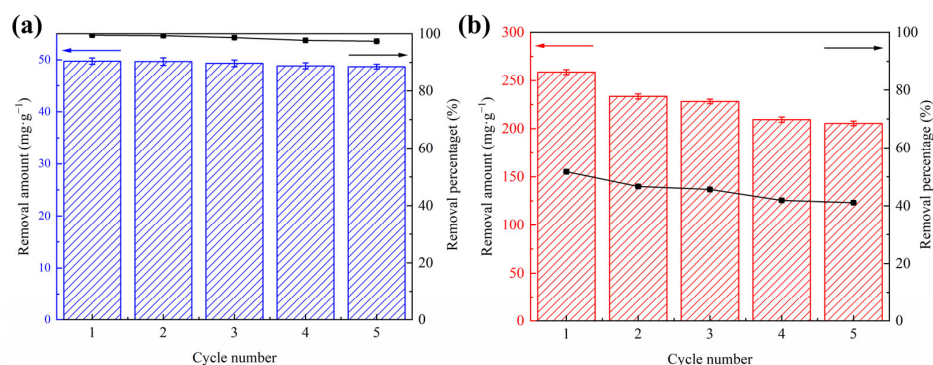 (a)
Removal amount (mg·g⁻¹)
50
40
30
20
10
0
100
80
60
40
20
0
Removal percentaget (%)
1 2 3 4 5
Cycle number
(b)
Removal amount (mg·g⁻¹)
300
250
200
150
100
50
0
100
80
60
40
20
0
Removal percentage (%)
1 2 3 4 5
Cycle number